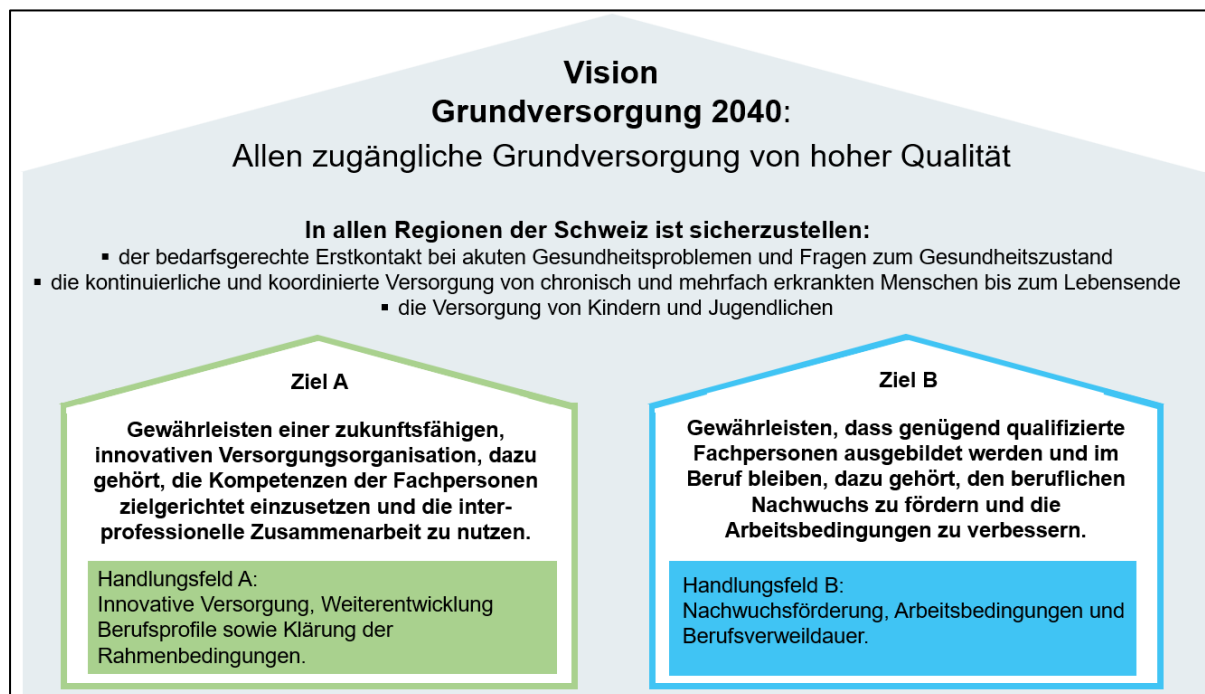 Vision
Grundversorgung 2040:
Allen zugängliche Grundversorgung von hoher Qualität
In allen Regionen der Schweiz ist sicherzustellen:
▪ der bedarfsgerechte Erstkontakt bei akuten Gesundheitsproblemen und Fragen zum Gesundheitszustand
▪ die kontinuierliche und koordinierte Versorgung von chronisch und mehrfach erkrankten Menschen bis zum Lebensende
▪ die Versorgung von Kindern und Jugendlichen
Ziel A
Gewährleisten einer zukunftsfähigen,
innovativen Versorgungsorganisation, dazu
gehört, die Kompetenzen der Fachpersonen
zielgerichtet einzusetzen und die inter-
professionelle Zusammenarbeit zu nutzen.
Handlungsfeld A:
Innovative Versorgung, Weiterentwicklung
Berufsprofile sowie Klärung der
Rahmenbedingungen.
Ziel B
Gewährleisten, dass genügend qualifizierte
Fachpersonen ausgebildet werden und im
Beruf bleiben, dazu gehört, den beruflichen
Nachwuchs zu fördern und die
Arbeitsbedingungen zu verbessern.
Handlungsfeld B:
Nachwuchsförderung, Arbeitsbedingungen und
Berufsverweildauer.